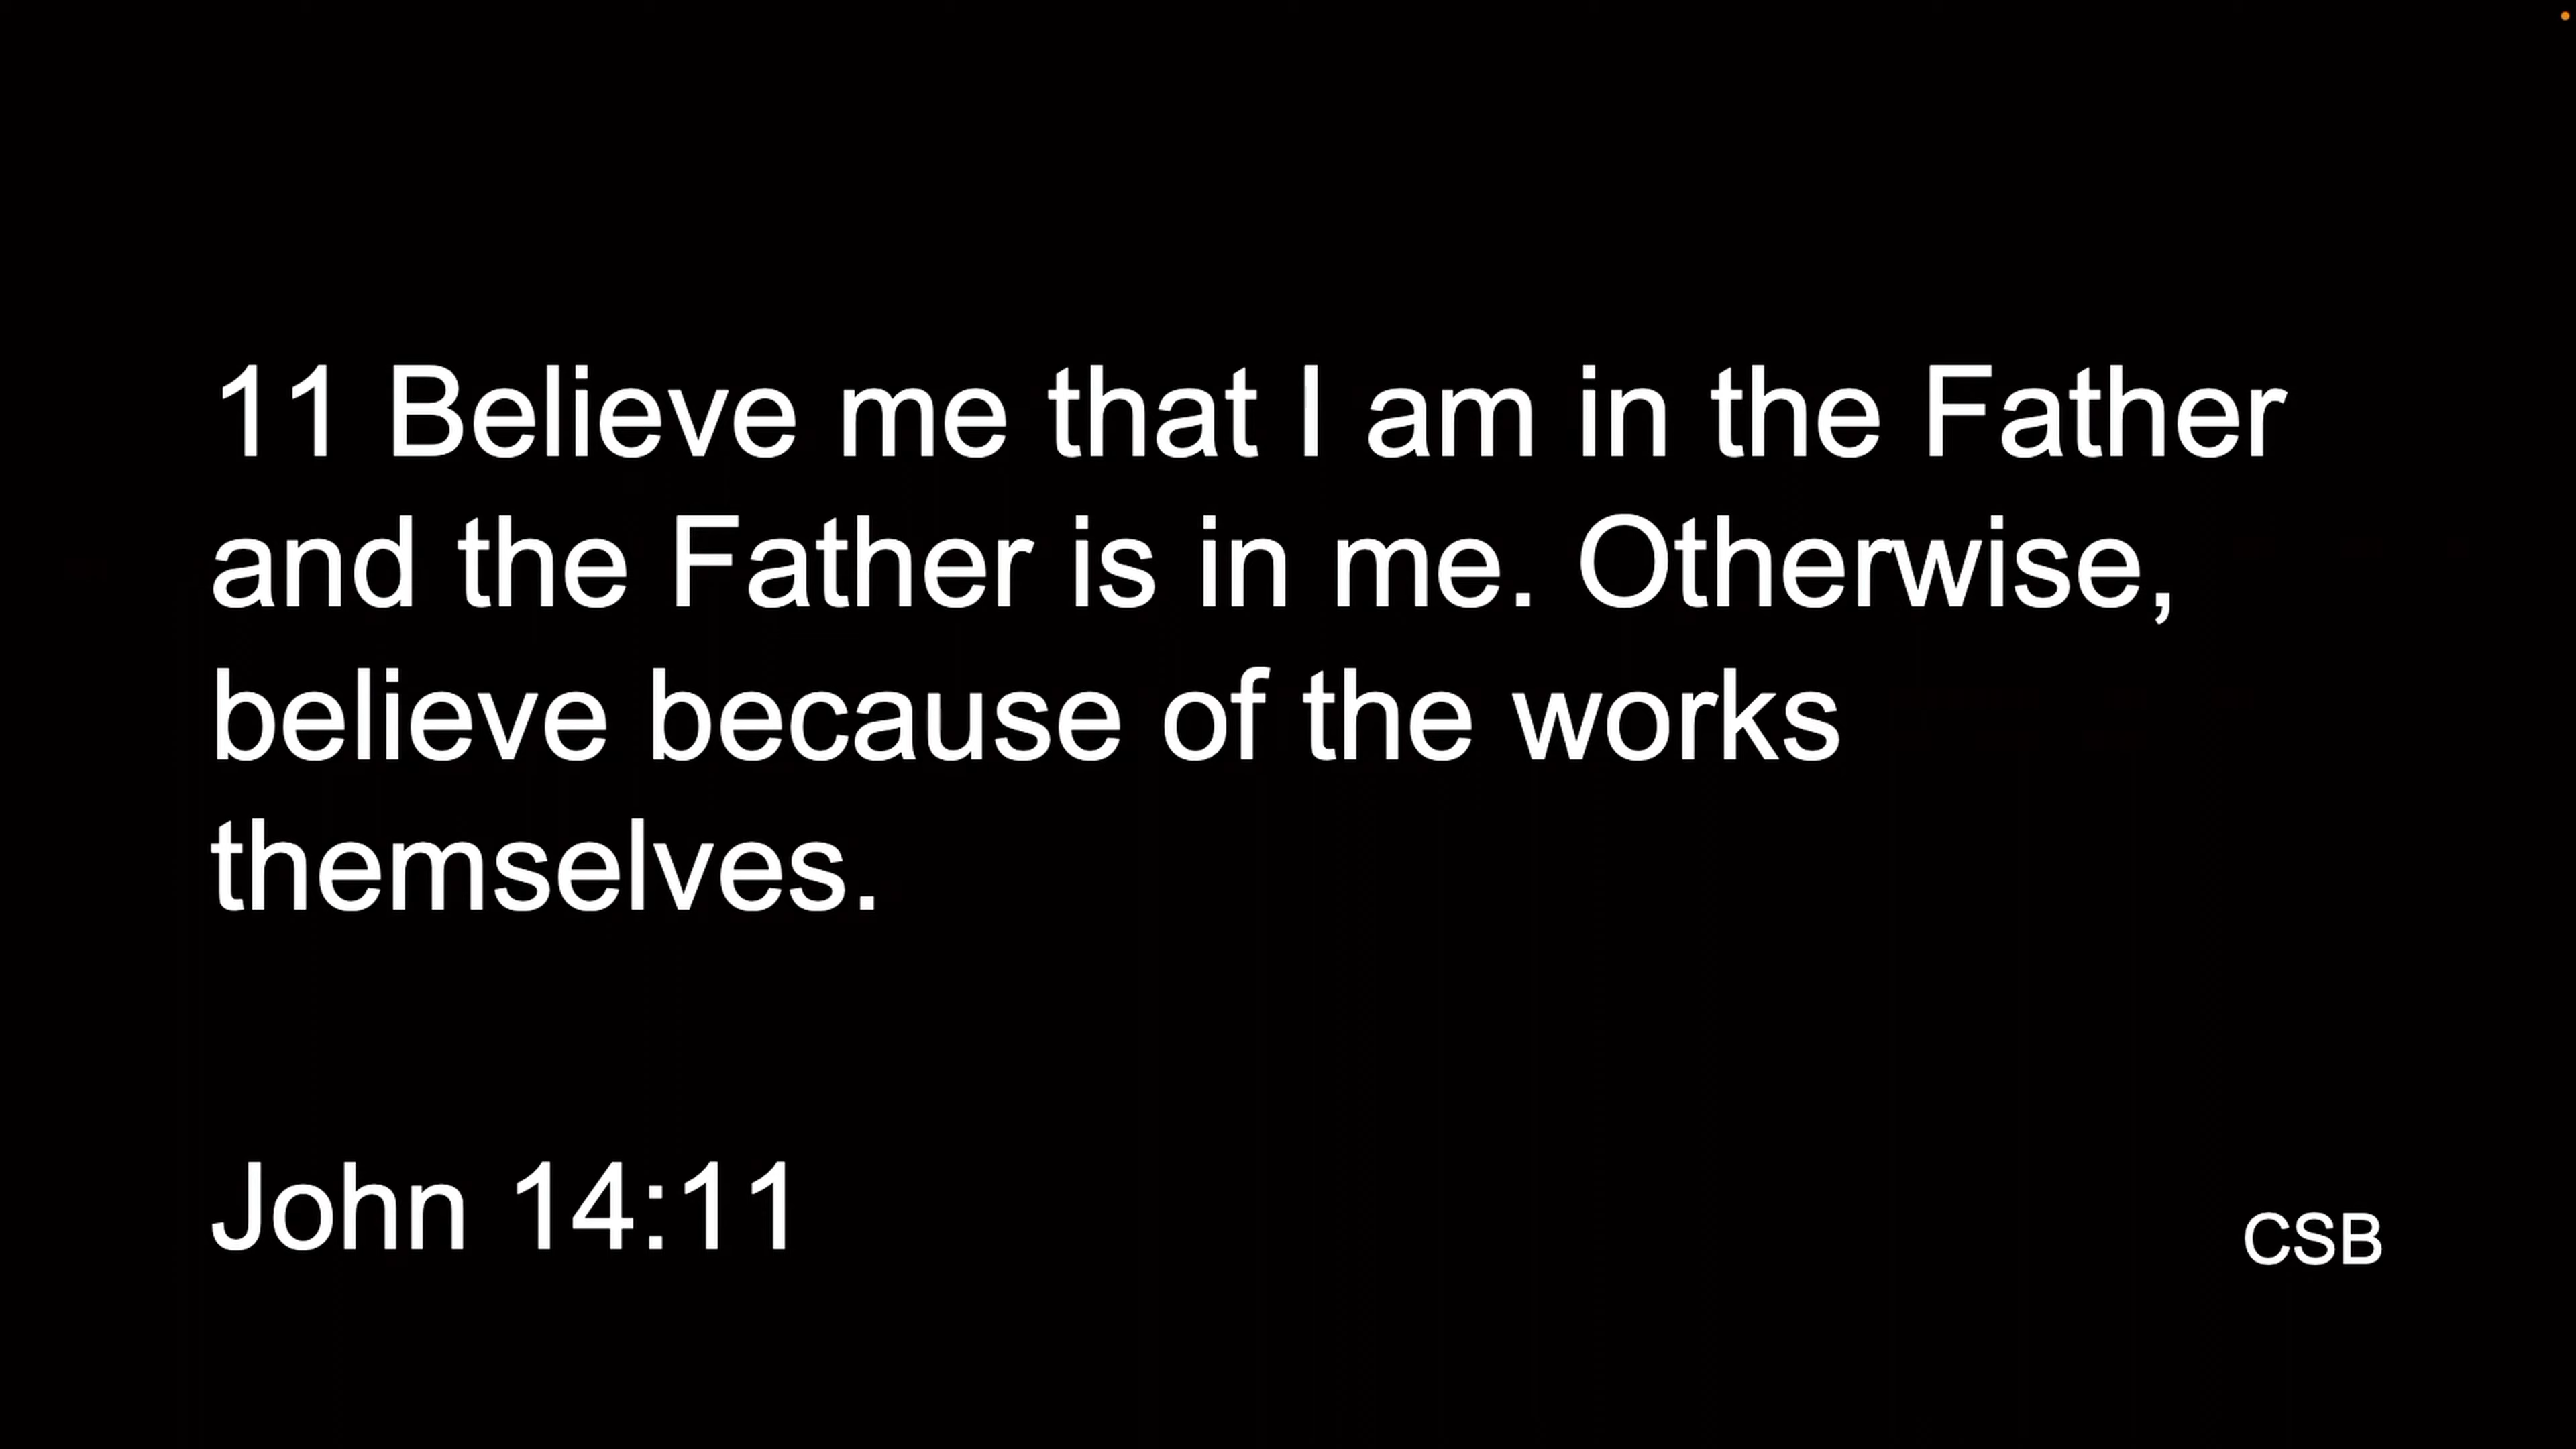 11 Believe me that I am in the Father
and the Father is in me. Otherwise,
believe because of the works
themselves.
John 14:11
CSB